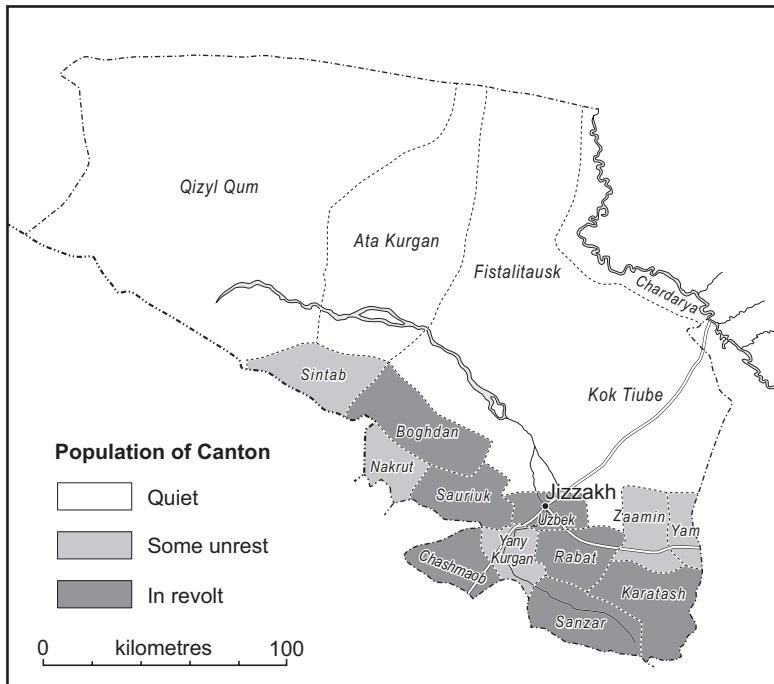 Qizyl Qum
Ata Kurgan
Fistalitausk
Chardarya
Kok Tiube
Sintab
Boghdan
Nakrut
Sauriuk
Jizzakh
Uzbek
Zaamin
Yam
Yany
Kurgan
Rabat
Chashmaob
Karatash
Sanzar
Population of Canton
Quiet
Some unrest
In revolt
0 kilometres 100